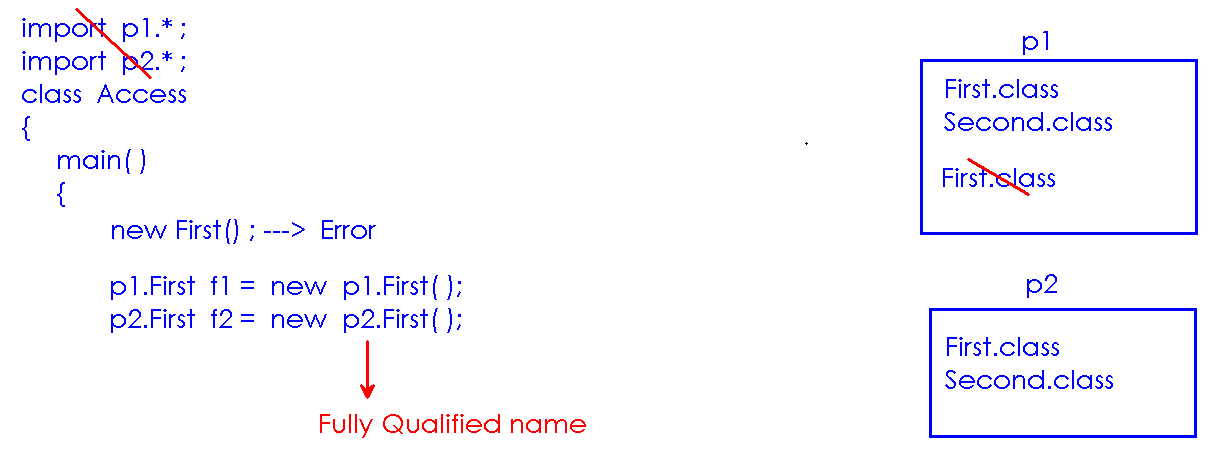 import p1.* ;
import p2.* ;
class Access
{
main( )
{
new First() ; ---> Error
p1.First f1 = new p1.First( );
p2.First f2 = new p2.First( );
Fully Qualified name
p1
First.class
Second.class
First.class
p2
First.class
Second.class